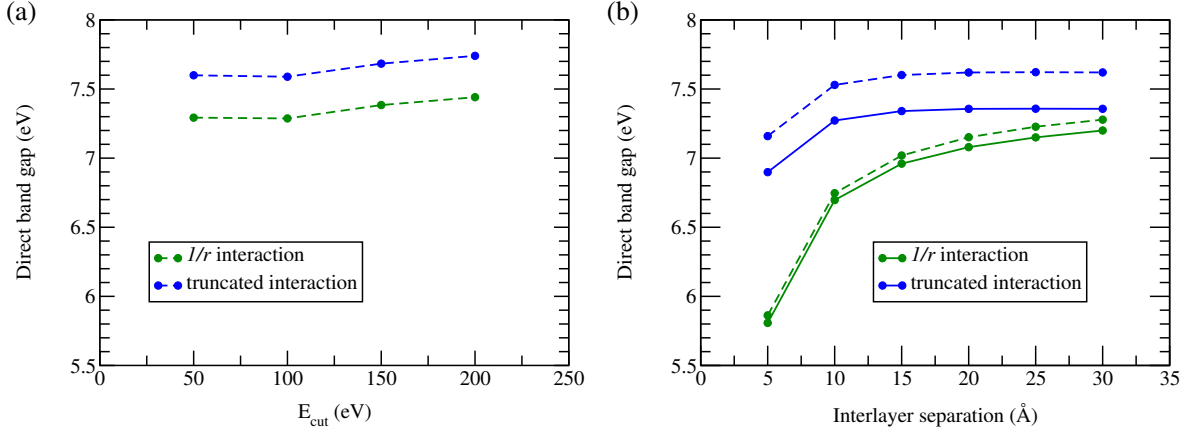 (a)
8
7.5
7
6.5
6
5.5
Direct band gap (eV)
1/r interaction
truncated interaction
0 50 100 150 200 250
E_cut (eV)
(b)
8
7.5
7
6.5
6
5.5
Direct band gap (eV)
1/r interaction
truncated interaction
0 5 10 15 20 25 30 35
Interlayer separation (Å)